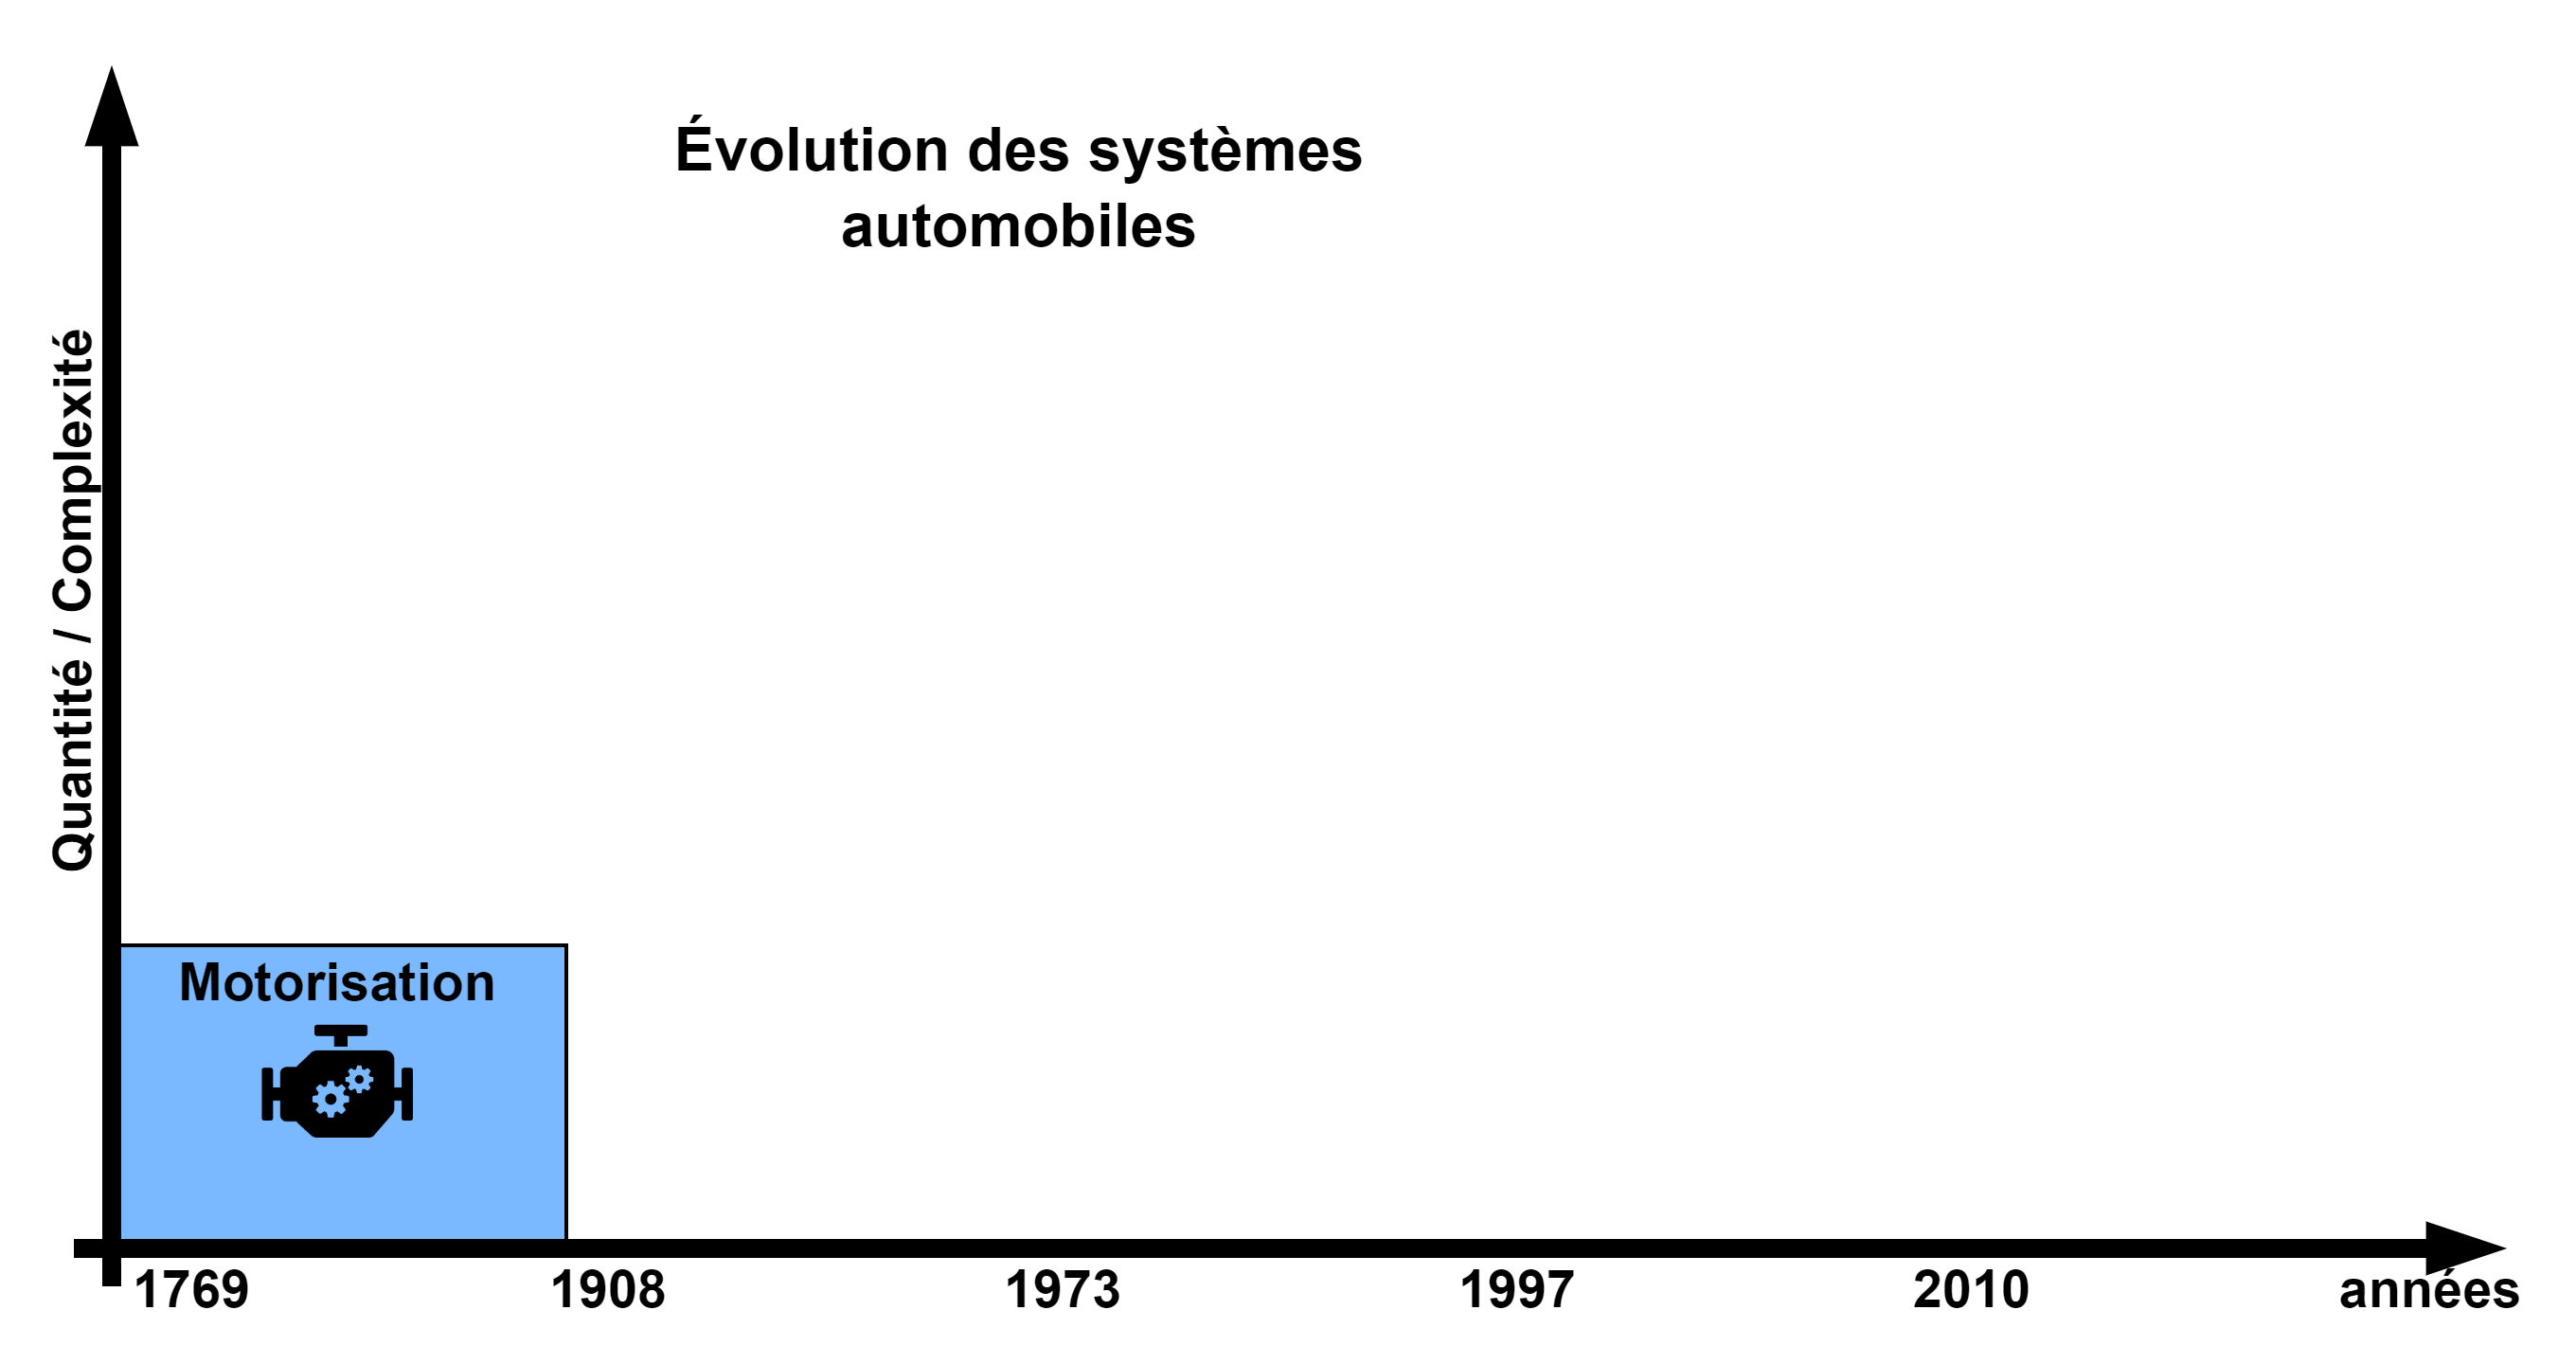 Évolution des systèmes
automobiles
Quantité / Complexité
Motorisation
1769
1908
1973
1997
2010
années